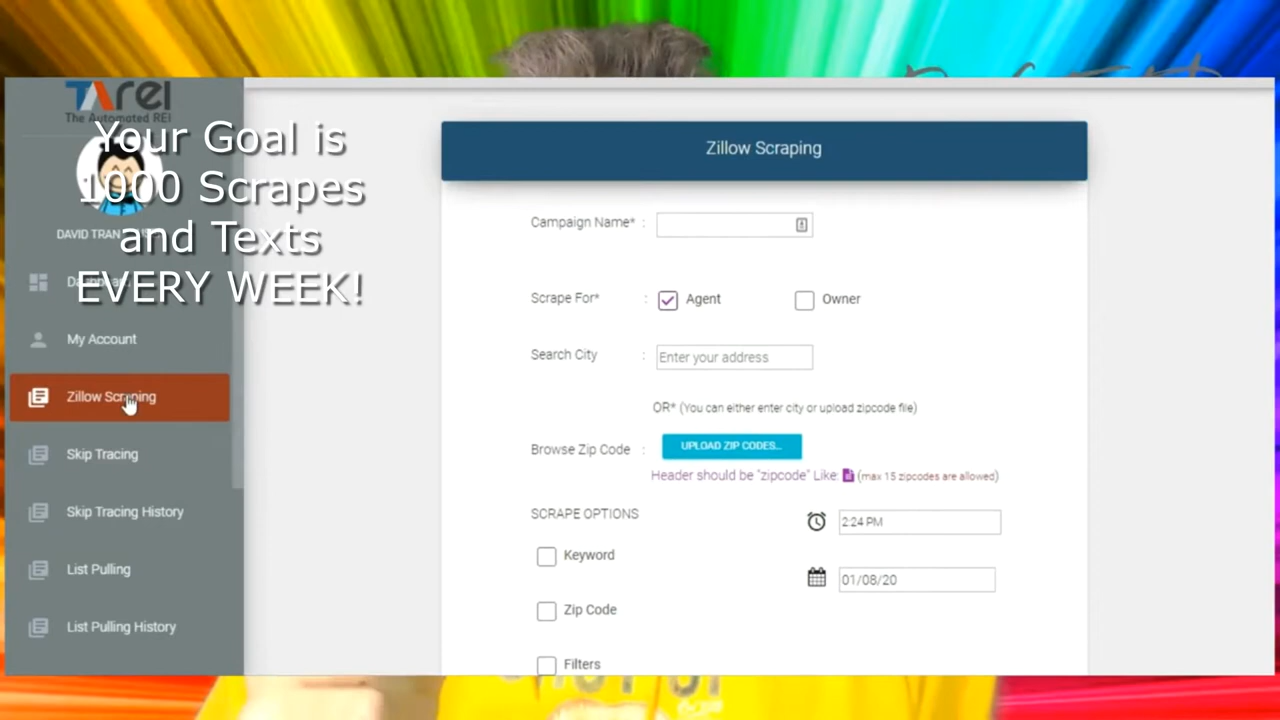 TAREI
The Automated REI
Your Goal is
1000 Scrapes
and Texts
EVERY WEEK!
DAVID TRAN
My Account
Zillow Scraping
Skip Tracing
Skip Tracing History
List Pulling
List Pulling History
Zillow Scraping
Campaign Name* :
Scrape For* : Agent Owner
Search City : Enter your address
OR* (You can either enter city or upload zipcode file)
Browse Zip Code : UPLOAD ZIP CODES...
Header should be "zipcode" Like: (max 15 zipcodes are allowed)
SCRAPE OPTIONS
2:24 PM
Keyword
01/08/20
Zip Code
Filters